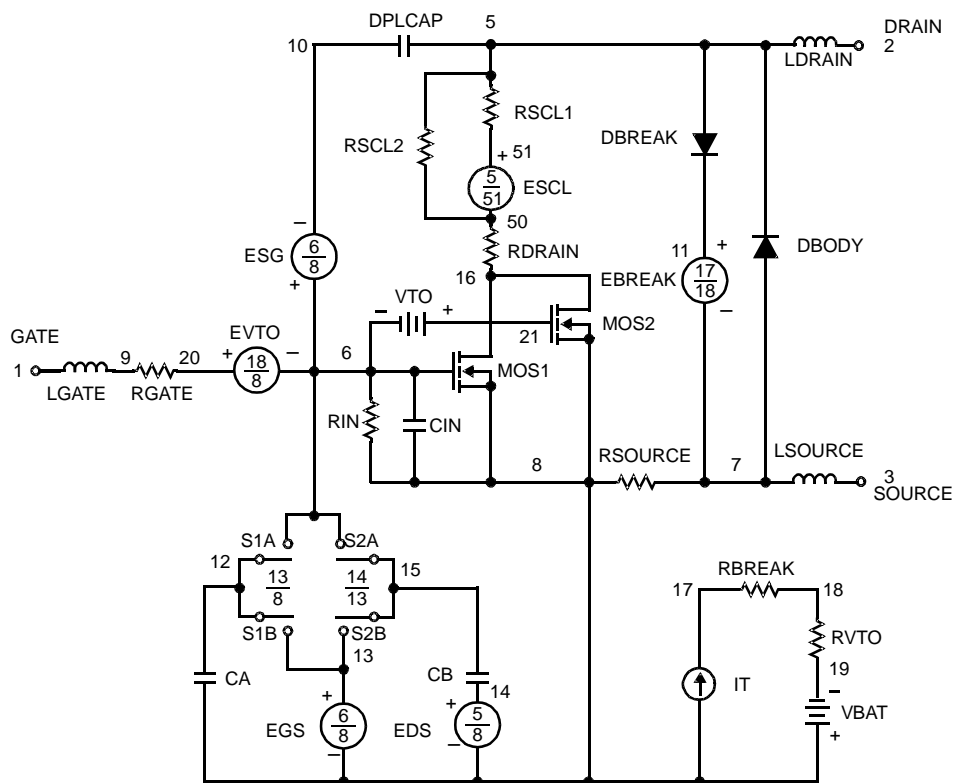 DPLCAP 5 DRAIN
10 2
LDRAIN
RSCL1
RSCL2 DBREAK
+ 51
5
51 ESCL
50
− RDRAIN 11 + DBODY
ESG 6
8
+ 16 EBREAK 17
18
− VTO + −
MOS2
GATE EVTO 21
1 9 20 + 18
8 − 6 MOS1
LGATE RGATE
RIN CIN LSOURCE
8 RSOURCE 7 3
SOURCE
S1A S2A
12 13
8 14
13 15
RBREAK
17 18
S1B S2B
13 RVTO
CA CB 14 19
+ + IT −
EGS 6
8 EDS 5
8 VBAT
− − +